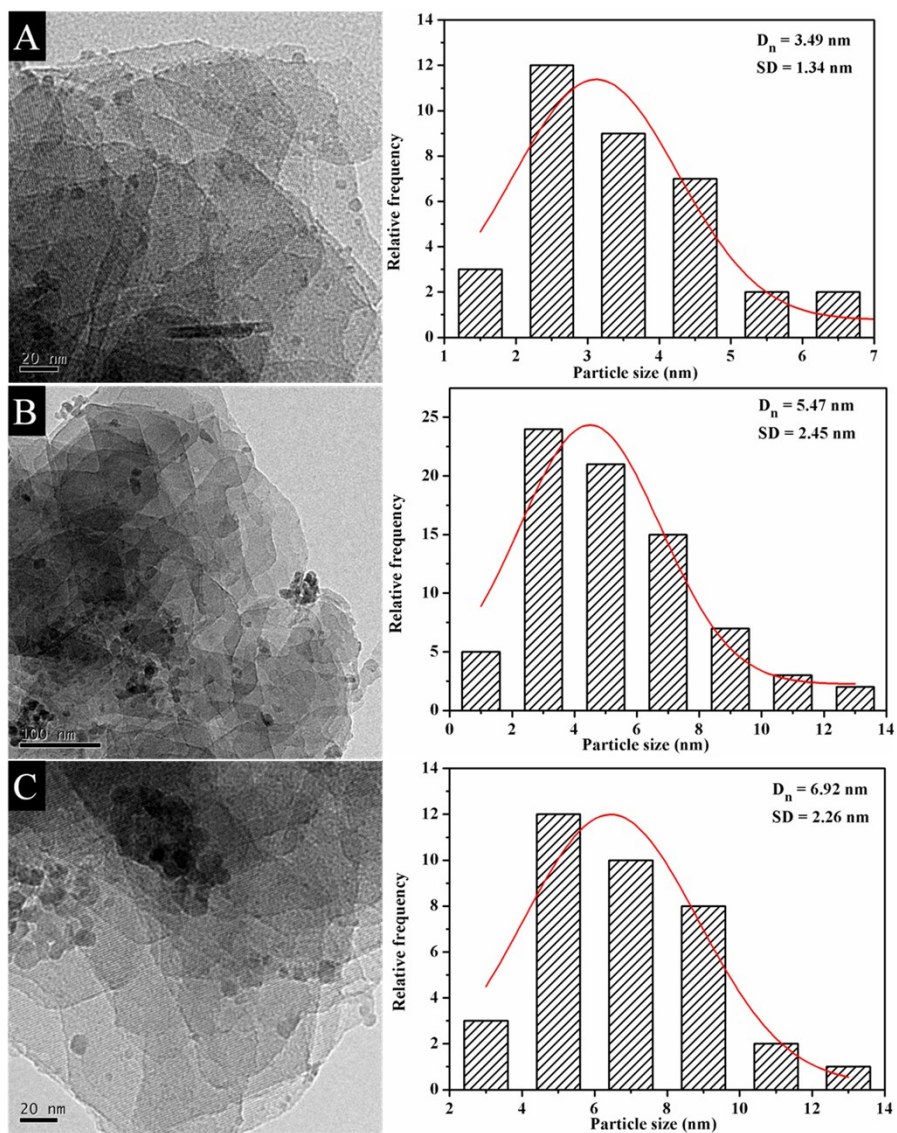 A
20 nm
14
12
10
8
6
4
2
0
Relative frequency
1 2 3 4 5 6 7
Particle size (nm)
Dn = 3.49 nm
SD = 1.34 nm
B
100 nm
25
20
15
10
5
0
Relative frequency
0 2 4 6 8 10 12 14
Particle size (nm)
Dn = 5.47 nm
SD = 2.45 nm
C
20 nm
14
12
10
8
6
4
2
0
Relative frequency
2 4 6 8 10 12 14
Particle size (nm)
Dn = 6.92 nm
SD = 2.26 nm